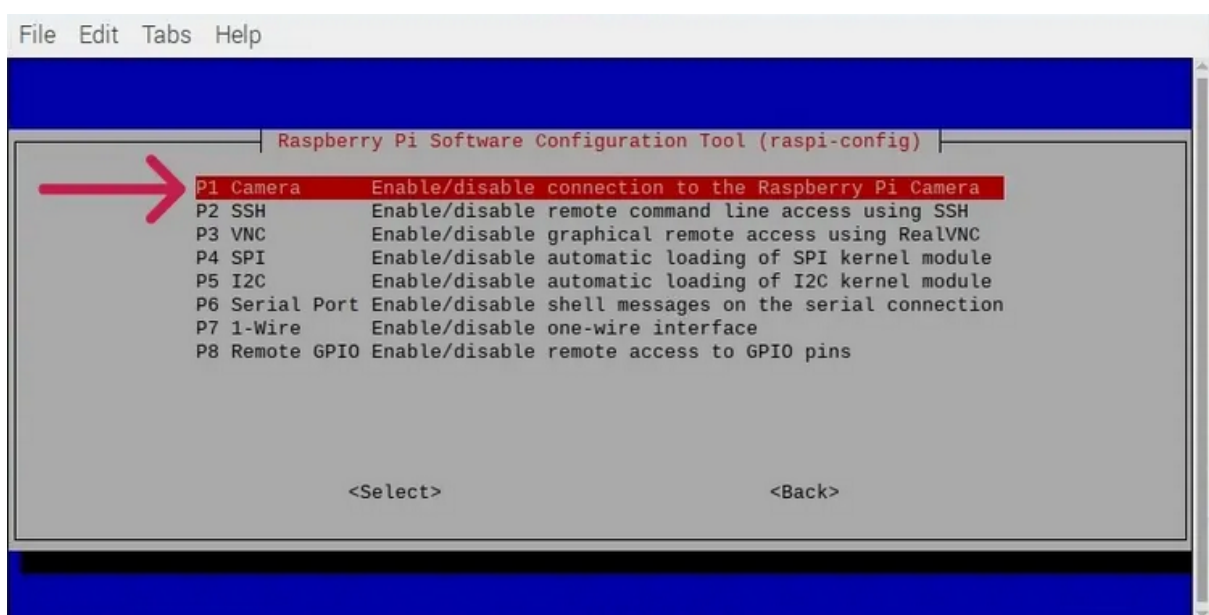 File Edit Tabs Help
Raspberry Pi Software Configuration Tool (raspi-config)
P1 Camera Enable/disable connection to the Raspberry Pi Camera
P2 SSH Enable/disable remote command line access using SSH
P3 VNC Enable/disable graphical remote access using RealVNC
P4 SPI Enable/disable automatic loading of SPI kernel module
P5 I2C Enable/disable automatic loading of I2C kernel module
P6 Serial Port Enable/disable shell messages on the serial connection
P7 1-Wire Enable/disable one-wire interface
P8 Remote GPIO Enable/disable remote access to GPIO pins
<Select> <Back>